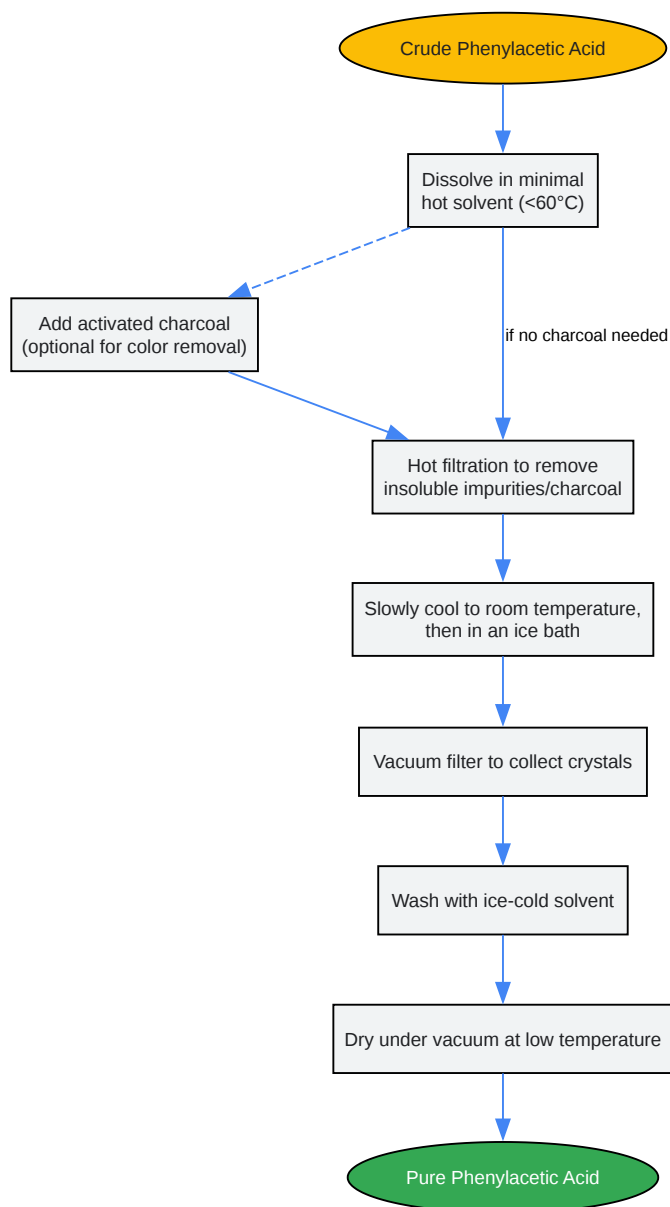 Crude Phenylacetic Acid
Dissolve in minimal
hot solvent (<60°C)
Add activated charcoal
(optional for color removal)
if no charcoal needed
Hot filtration to remove
insoluble impurities/charcoal
Slowly cool to room temperature,
then in an ice bath
Vacuum filter to collect crystals
Wash with ice-cold solvent
Dry under vacuum at low temperature
Pure Phenylacetic Acid